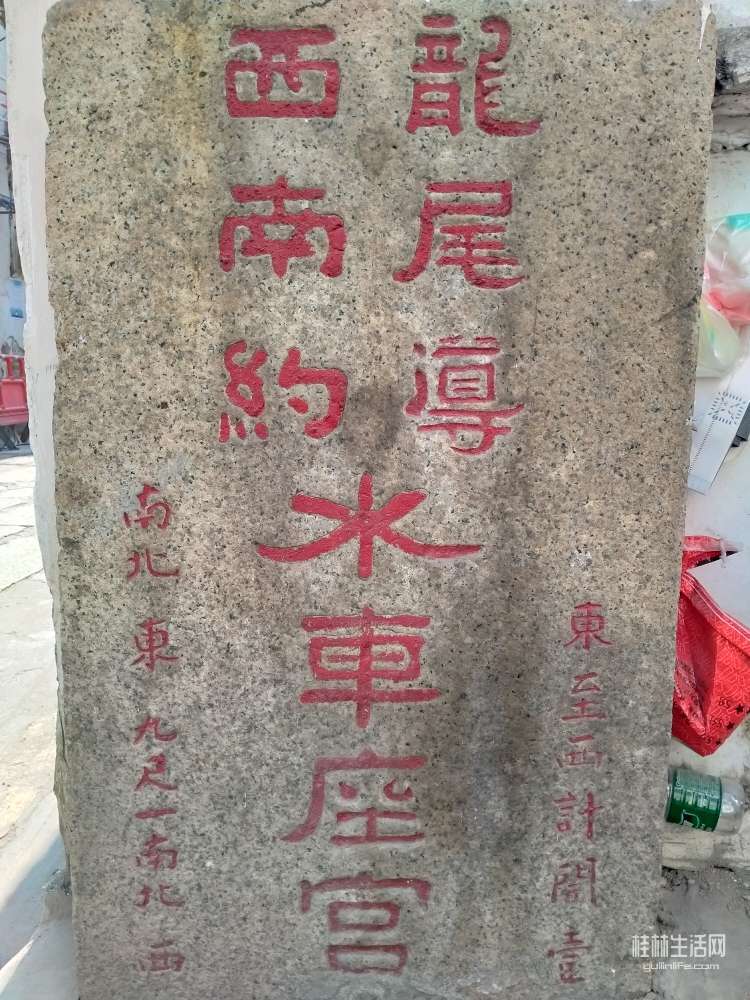 龍尾導
西南約
水車座宮
東至西計闊壹
南北東九尺一南北西
桂林生活网
guilinlife.com